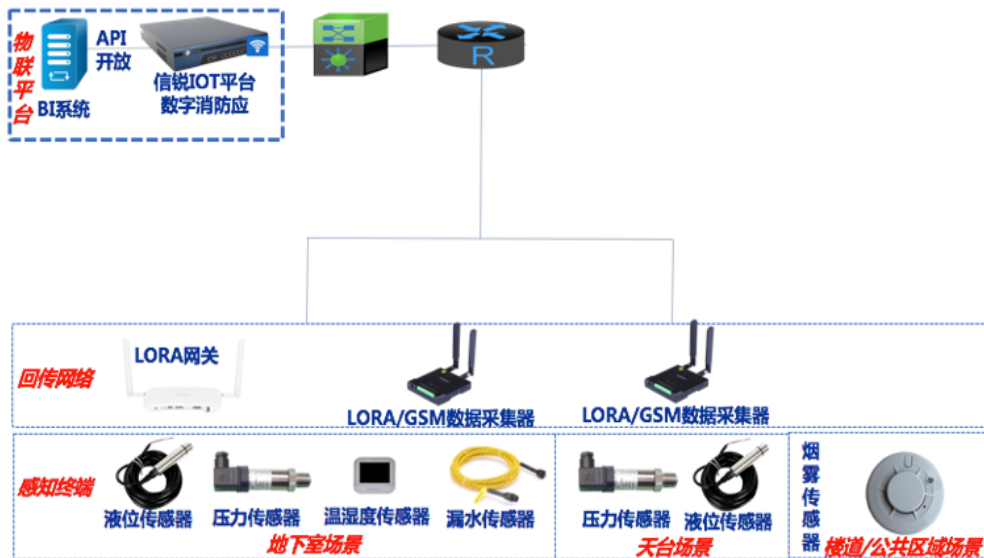 物联平台
API
开放
BI系统
信锐IOT平台
数字消防应
R
回传网络
LORA网关
LORA/GSM数据采集器
LORA/GSM数据采集器
感知终端
液位传感器
压力传感器
温湿度传感器
漏水传感器
地下室场景
压力传感器
液位传感器
天台场景
烟雾传感器
楼道/公共区域场景